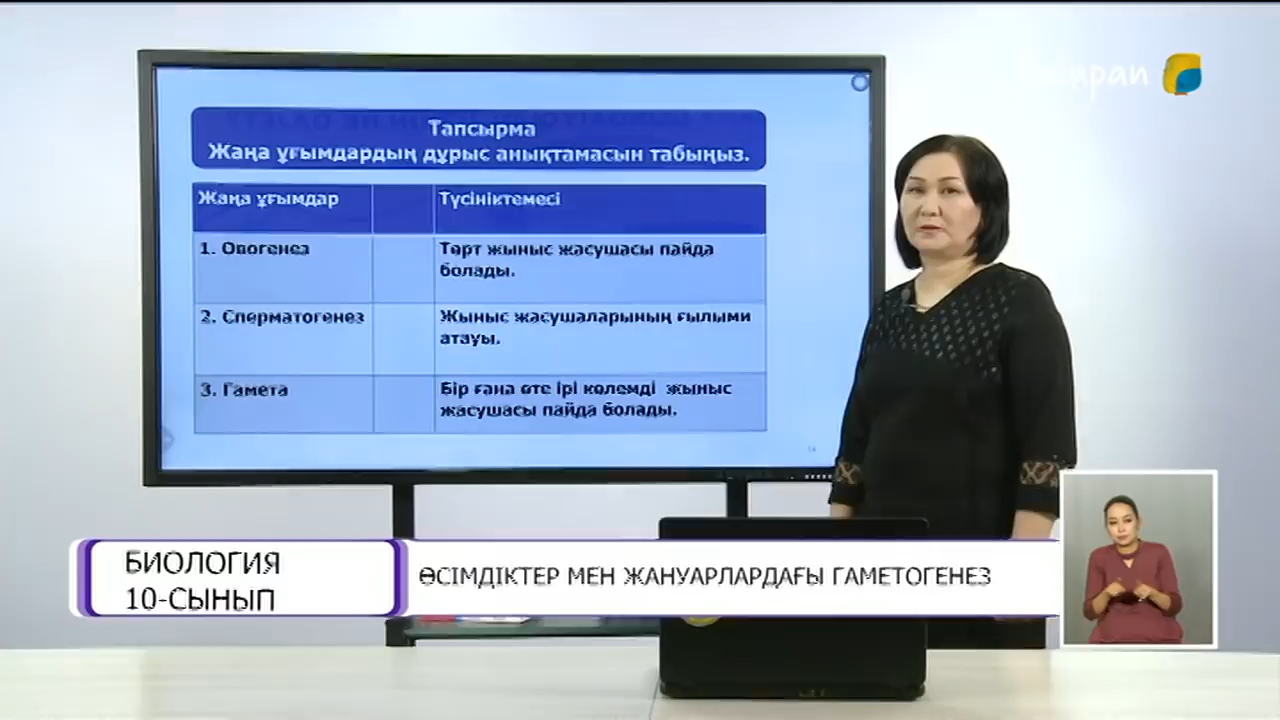 Тапсырма
Жаңа ұғымдардың дұрыс анықтамасын табыңыз.
Жаңа ұғымдар
Түсініктемесі
1. Овогенез
Төрт жыныс жасушасы пайда
болады.
2. Сперматогенез
Жыныс жасушаларының ғылыми
атауы.
3. Гамета
Бір ғана өте ірі көлемді жыныс
жасушасы пайда болады.
БИОЛОГИЯ
10-СЫНЫП
ӨСІМДІКТЕР МЕН ЖАНУАРЛАРДАҒЫ ГАМЕТОГЕНЕЗ